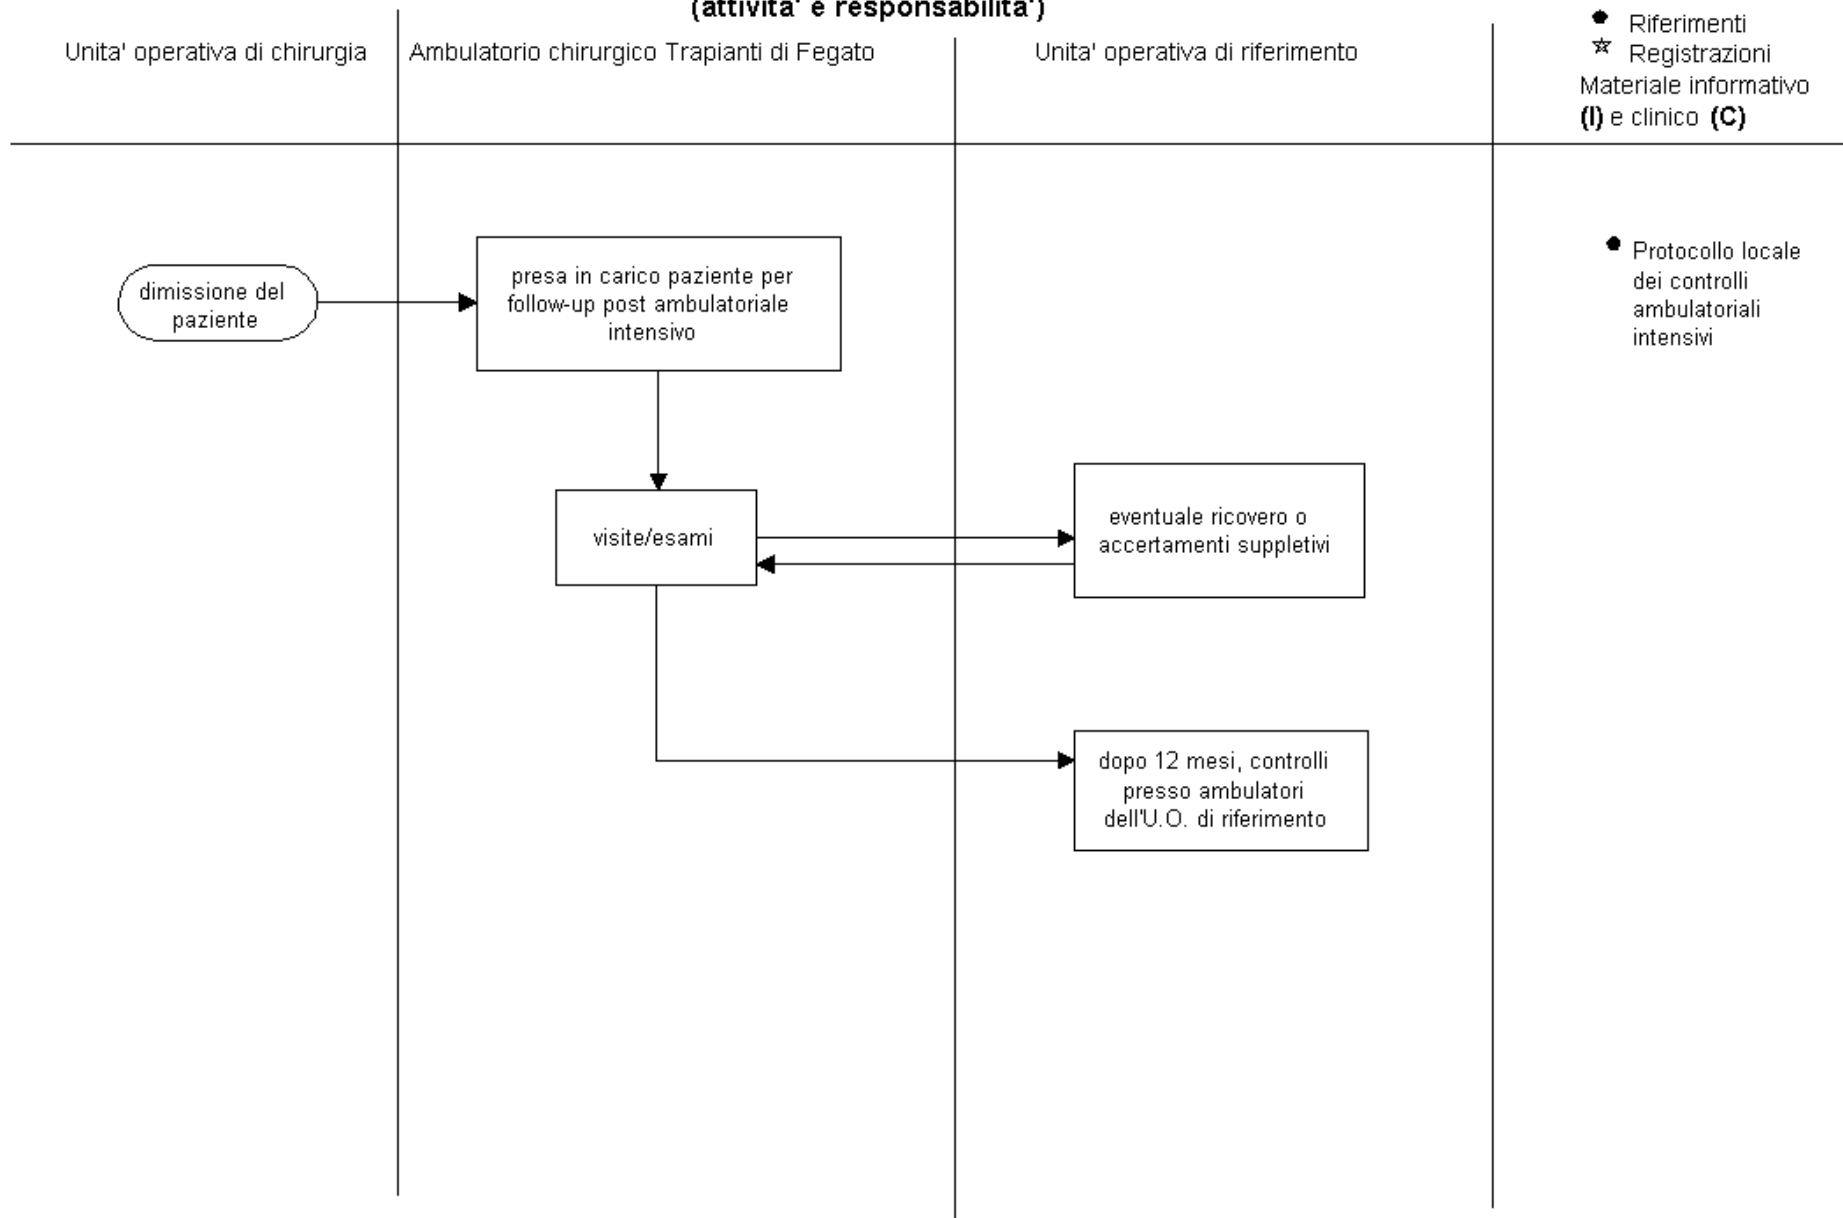 (attivita' e responsabilita')
Unita' operativa di chirurgia
Ambulatorio chirurgico Trapianti di Fegato
Unita' operativa di riferimento
Riferimenti
Registrazioni
Materiale informativo
(I) e clinico (C)
dimissione del
paziente
presa in carico paziente per
follow-up post ambulatoriale
intensivo
Protocollo locale
dei controlli
ambulatoriali
intensivi
visite/esami
eventuale ricovero o
accertamenti suppletivi
dopo 12 mesi, controlli
presso ambulatori
dell'U.O. di riferimento